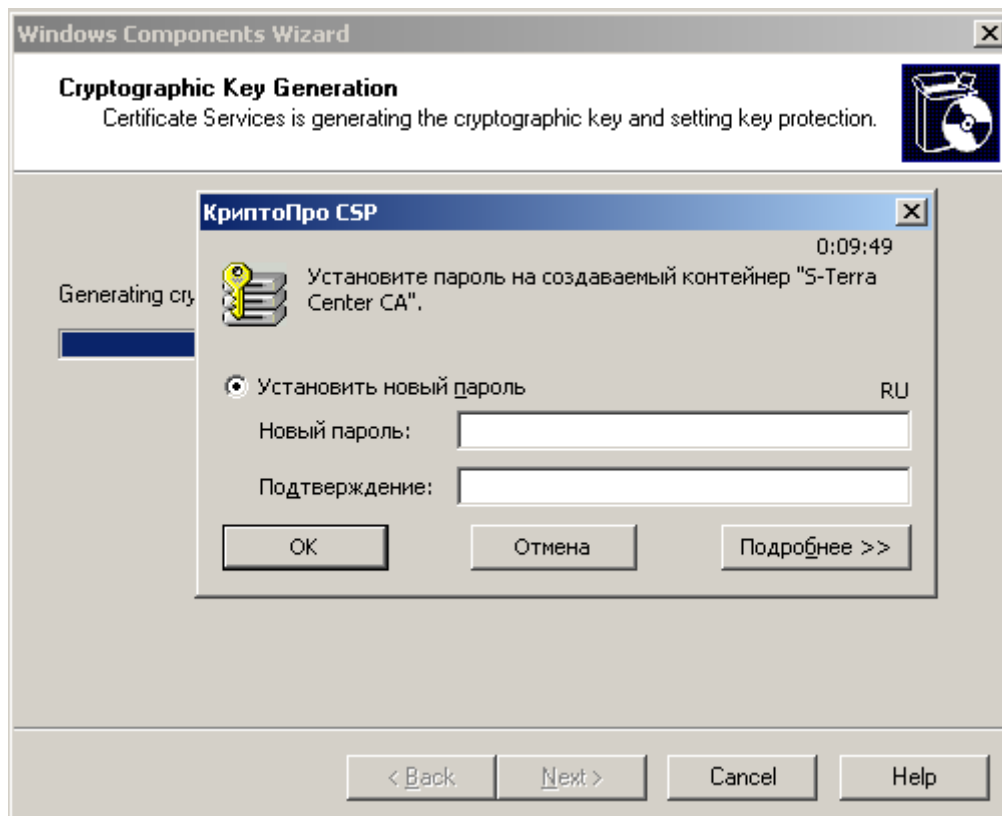 Windows Components Wizard
Cryptographic Key Generation
Certificate Services is generating the cryptographic key and setting key protection.
КриптоПро CSP
0:09:49
Установите пароль на создаваемый контейнер "S-Terra
Center CA".
Generating cry
Установить новый пароль
RU
Новый пароль:
Подтверждение:
OK
Отмена
Подробнее >>
< Back
Next >
Cancel
Help